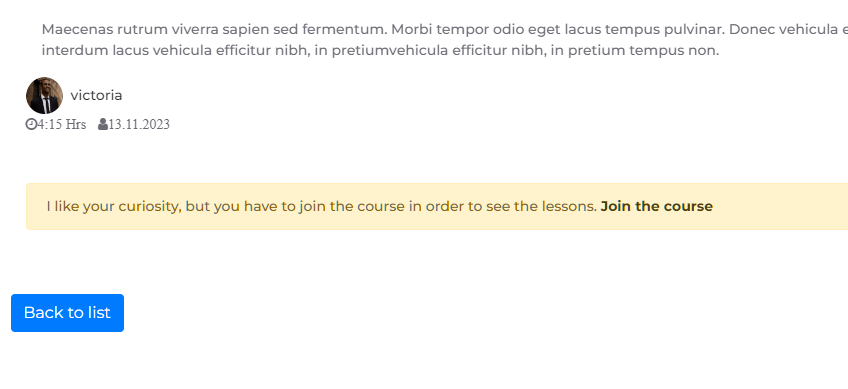 Maecenas rutrum viverra sapien sed fermentum. Morbi tempor odio eget lacus tempus pulvinar. Donec vehicula
interdum lacus vehicula efficitur nibh, in pretiumvehicula efficitur nibh, in pretium tempus non.
victoria
4:15 Hrs 13.11.2023
I like your curiosity, but you have to join the course in order to see the lessons. Join the course
Back to list